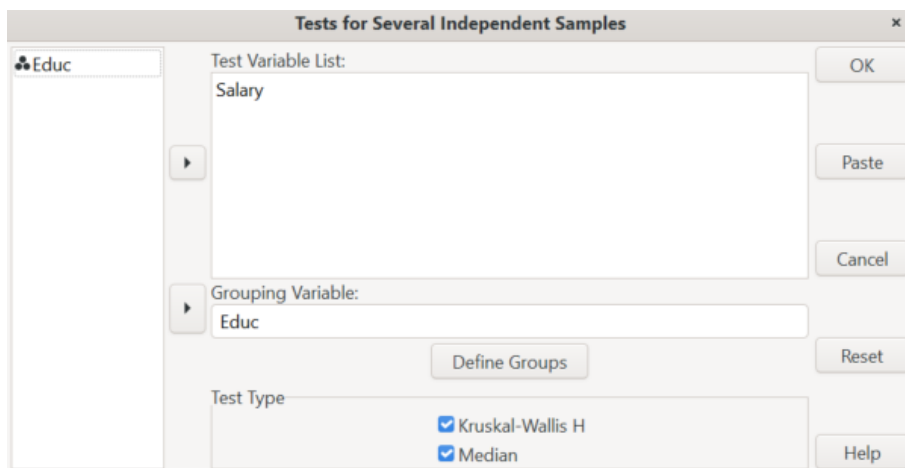 Tests for Several Independent Samples
×
Educ
Test Variable List:
Salary
OK
Paste
Cancel
Grouping Variable:
Educ
Define Groups
Reset
Test Type
Kruskal-Wallis H
Median
Help